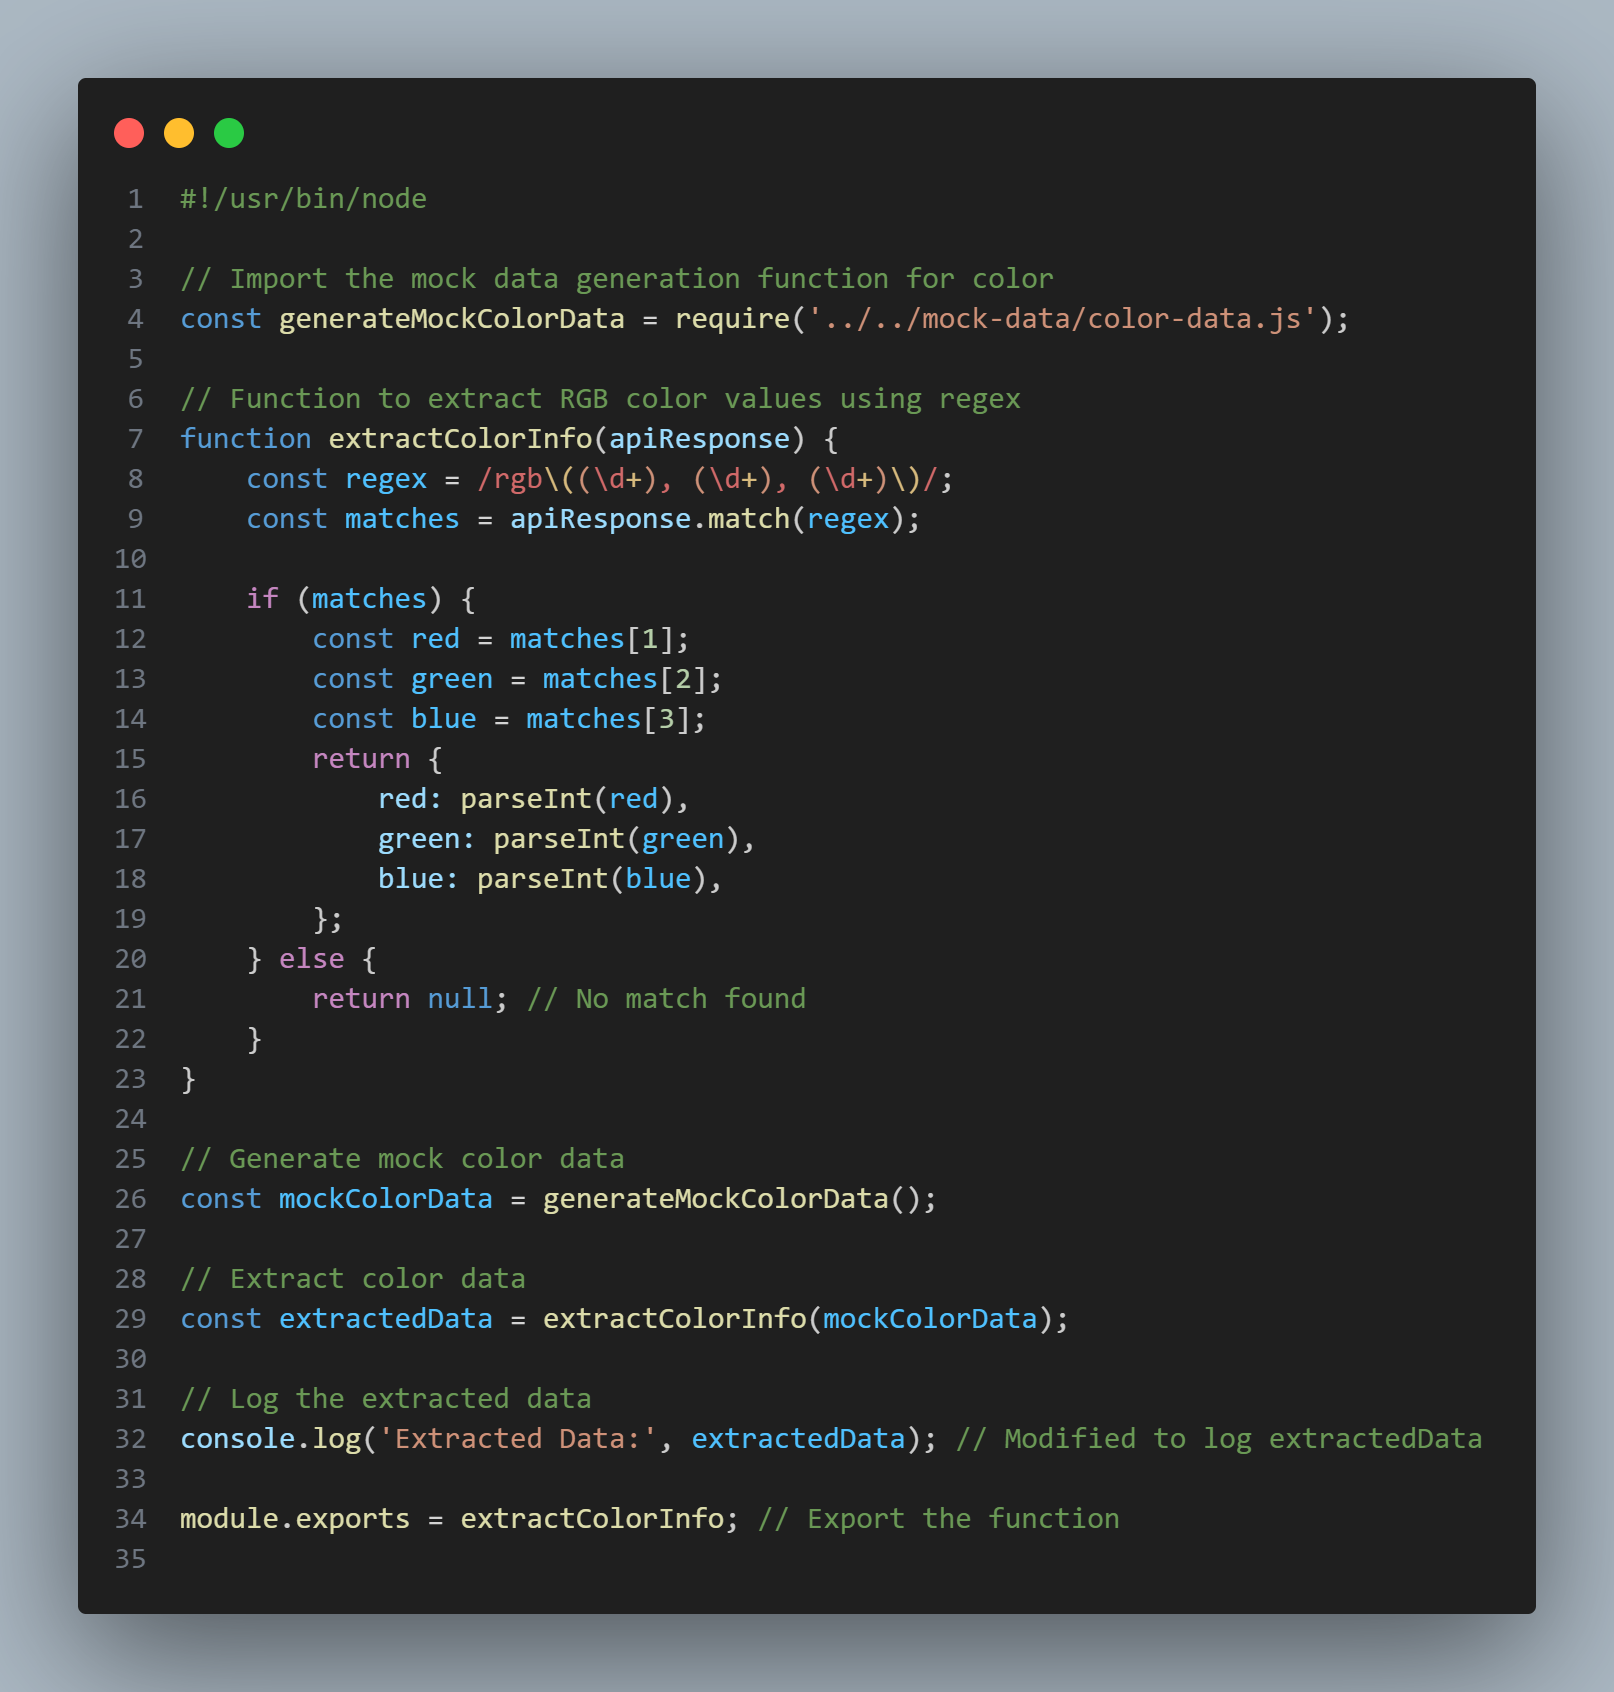 1 #!/usr/bin/node
2
3 // Import the mock data generation function for color
4 const generateMockColorData = require('../../mock-data/color-data.js');
5
6 // Function to extract RGB color values using regex
7 function extractColorInfo(apiResponse) {
8     const regex = /rgb\((\d+), (\d+), (\d+)\)/;
9     const matches = apiResponse.match(regex);
10
11     if (matches) {
12         const red = matches[1];
13         const green = matches[2];
14         const blue = matches[3];
15         return {
16             red: parseInt(red),
17             green: parseInt(green),
18             blue: parseInt(blue),
19         };
20     } else {
21         return null; // No match found
22     }
23 }
24
25 // Generate mock color data
26 const mockColorData = generateMockColorData();
27
28 // Extract color data
29 const extractedData = extractColorInfo(mockColorData);
30
31 // Log the extracted data
32 console.log('Extracted Data:', extractedData); // Modified to log extractedData
33
34 module.exports = extractColorInfo; // Export the function
35